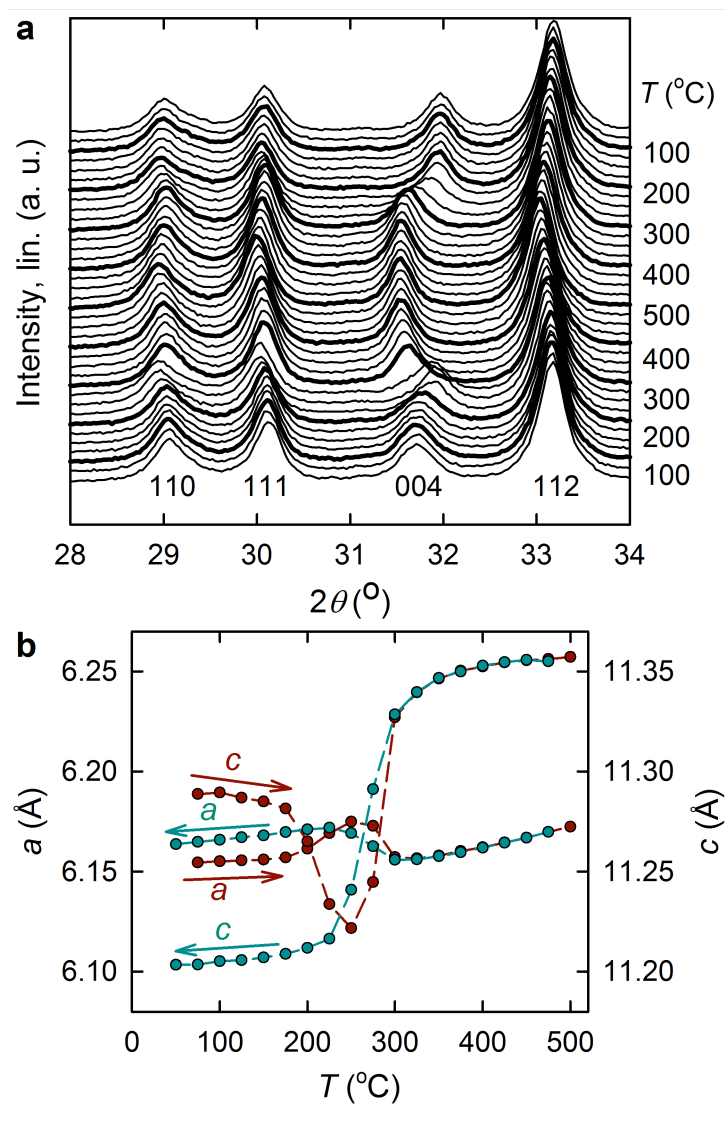 a
T (°C)
100
200
300
400
500
400
300
200
100
Intensity, lin. (a. u.)
110 111 004 112
28 29 30 31 32 33 34
2θ (°)
b
6.25
6.20
6.15
6.10
a (Å)
c
a
a
c
11.35
11.30
11.25
11.20
c (Å)
0 100 200 300 400 500
T (°C)